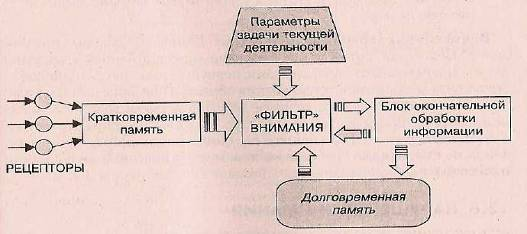 Параметры
задачи текущей
деятельности
Кратковременная
память
«ФИЛЬТР»
ВНИМАНИЯ
Блок окончательной
обработки
информации
РЕЦЕПТОРЫ
Долговременная
память